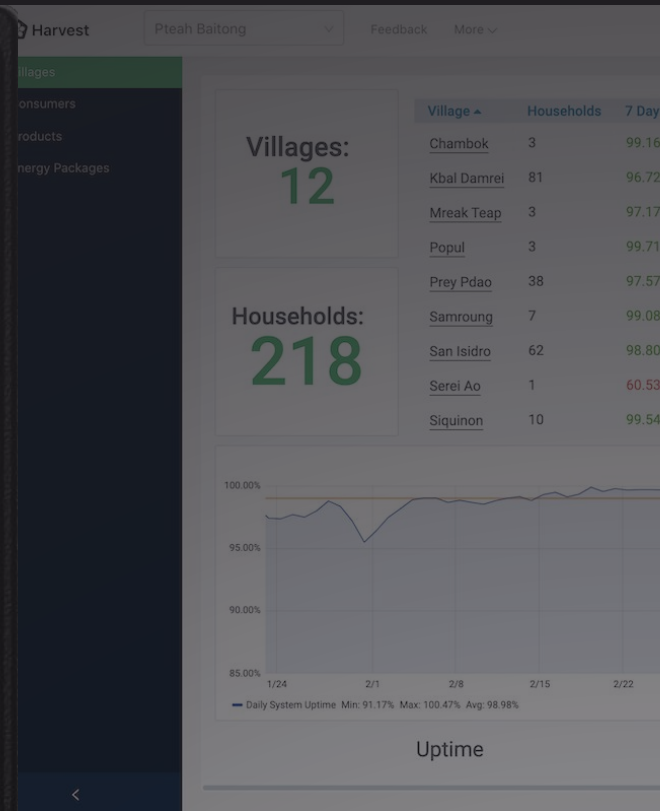 Harvest
Pteah Baitong
Feedback
More
illages
onsumers
roducts
nergy Packages
Villages:
12
Households:
218
Village Households 7 Day
Chambok 3 99.16
Kbal Damrei 81 96.72
Mreak Teap 3 97.17
Popul 3 99.71
Prey Pdao 38 97.57
Samroung 7 99.08
San Isidro 62 98.80
Serei Ao 1 60.53
Siquinon 10 99.54
100.00%
95.00%
90.00%
85.00%
1/24 2/1 2/8 2/15 2/22
Daily System Uptime Min: 91.17% Max: 100.47% Avg: 98.98%
Uptime